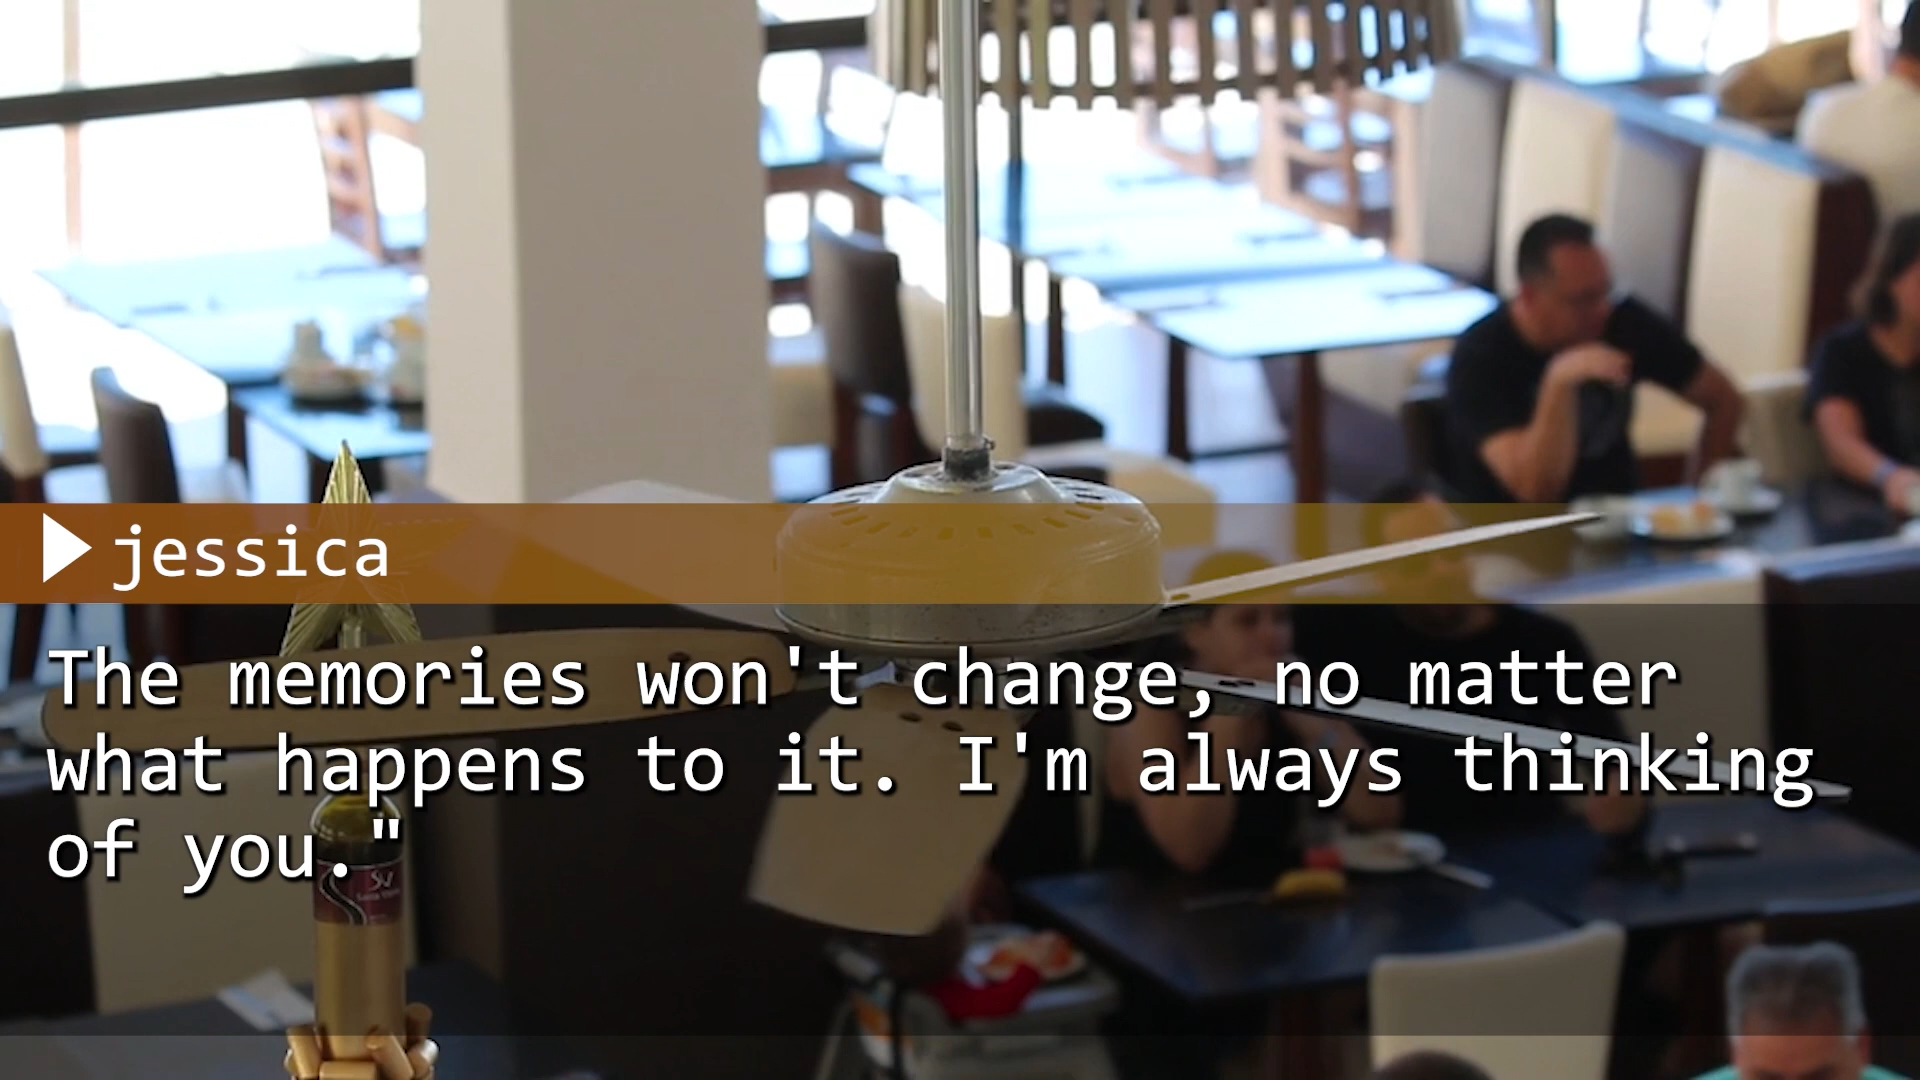 jessica
The memories won't change, no matter
what happens to it. I'm always thinking
of you."